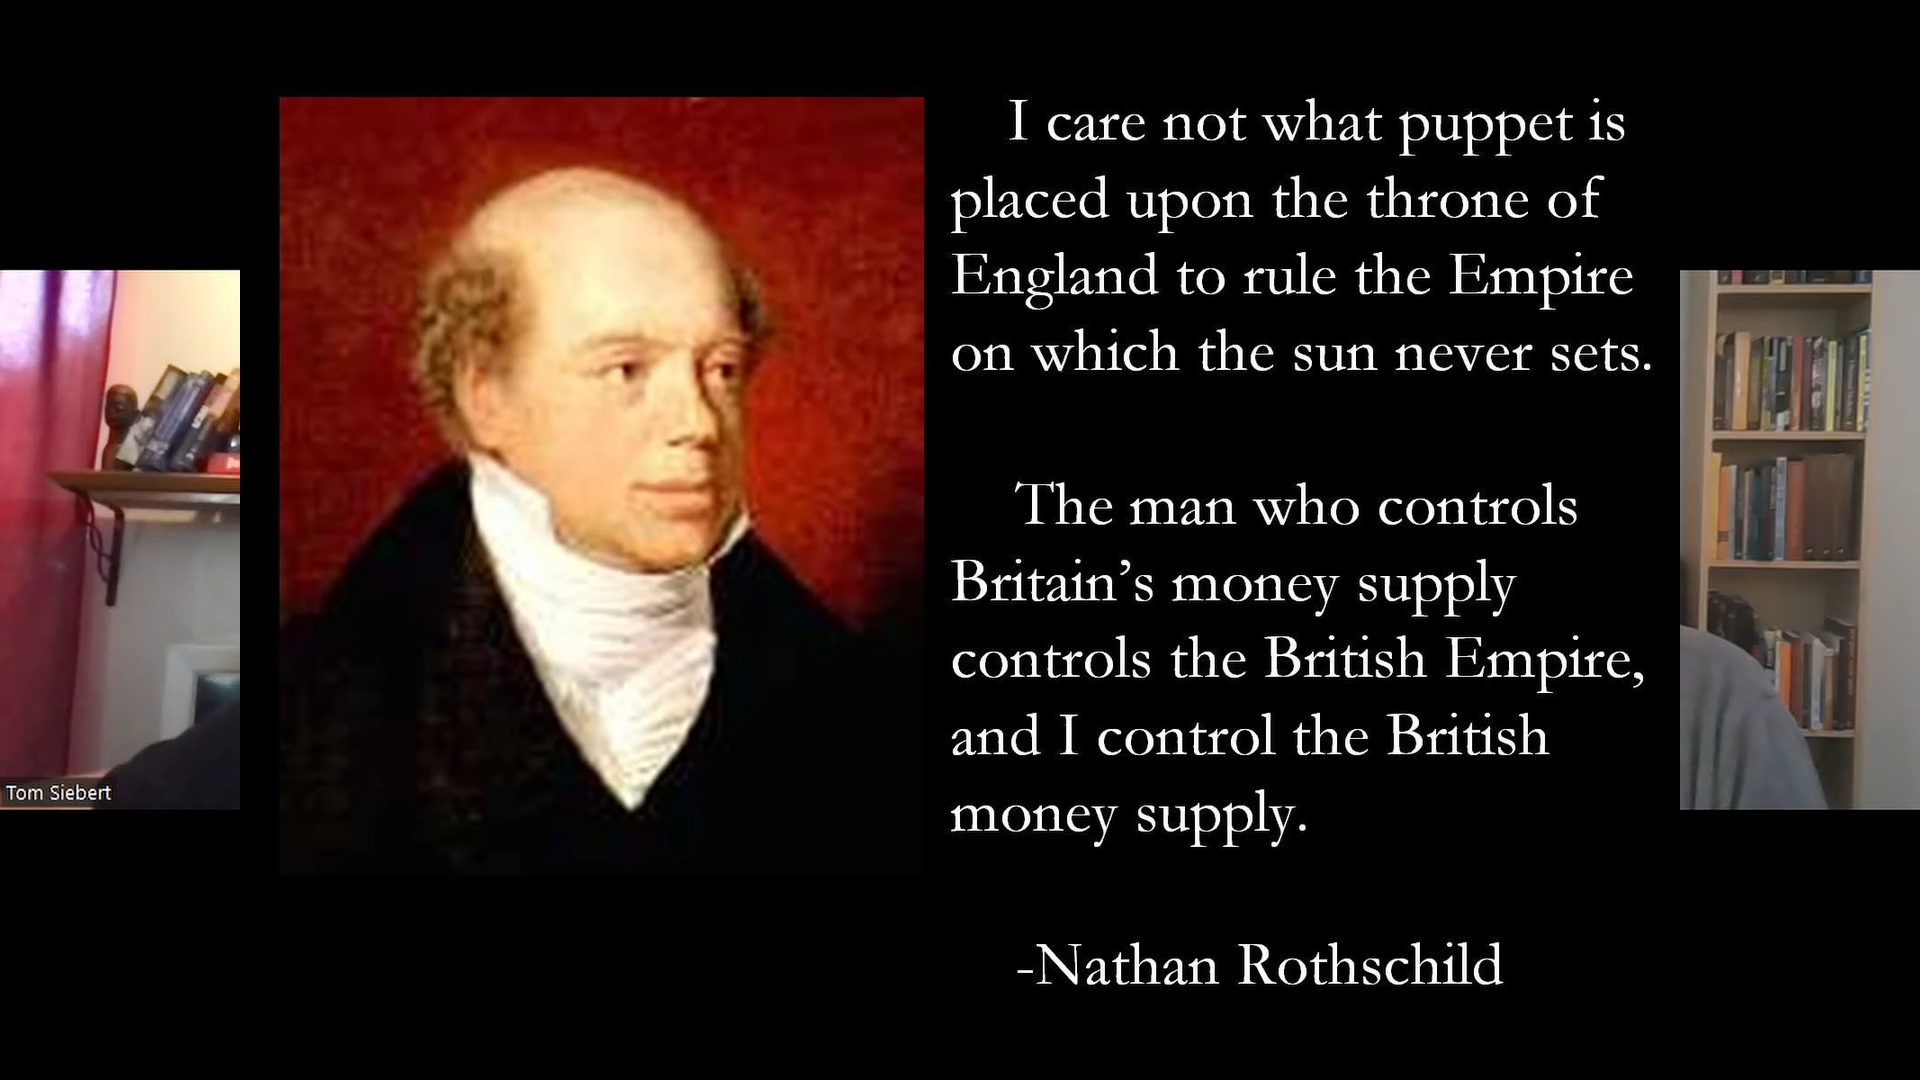 I care not what puppet is
placed upon the throne of
England to rule the Empire
on which the sun never sets.
The man who controls
Britain’s money supply
controls the British Empire,
and I control the British
money supply.
-Nathan Rothschild
Tom Siebert